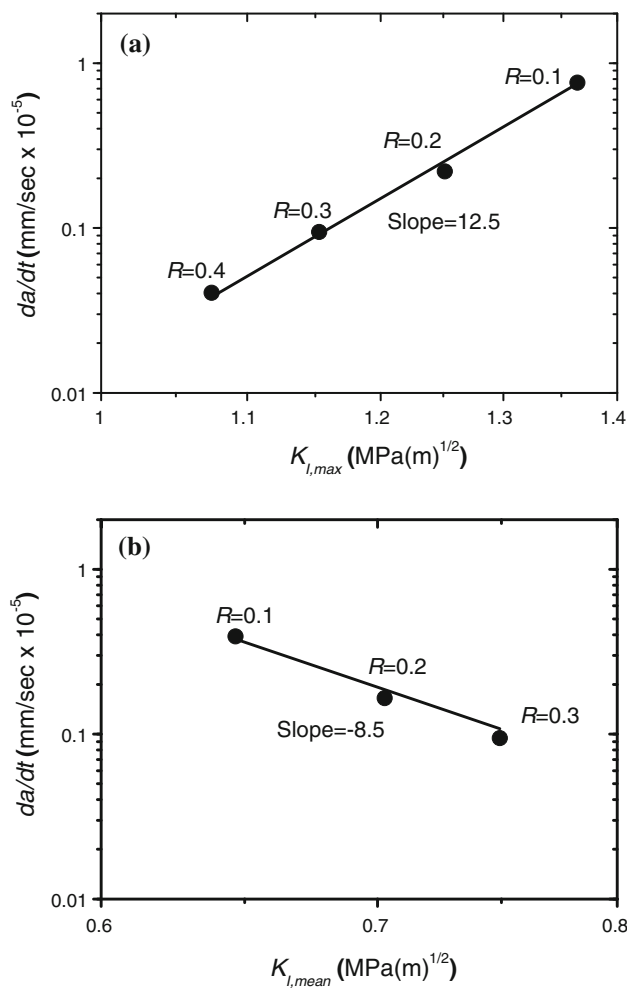 (a)
1
0.1
0.01
da/dt (mm/sec x 10⁻⁵)
R=0.1
R=0.2
R=0.3
Slope=12.5
R=0.4
1 1.1 1.2 1.3 1.4
K_I,max (MPa(m)^1/2)
(b)
1
0.1
0.01
da/dt (mm/sec x 10⁻⁵)
R=0.1
R=0.2
R=0.3
Slope=-8.5
0.6 0.7 0.8
K_I,mean (MPa(m)^1/2)